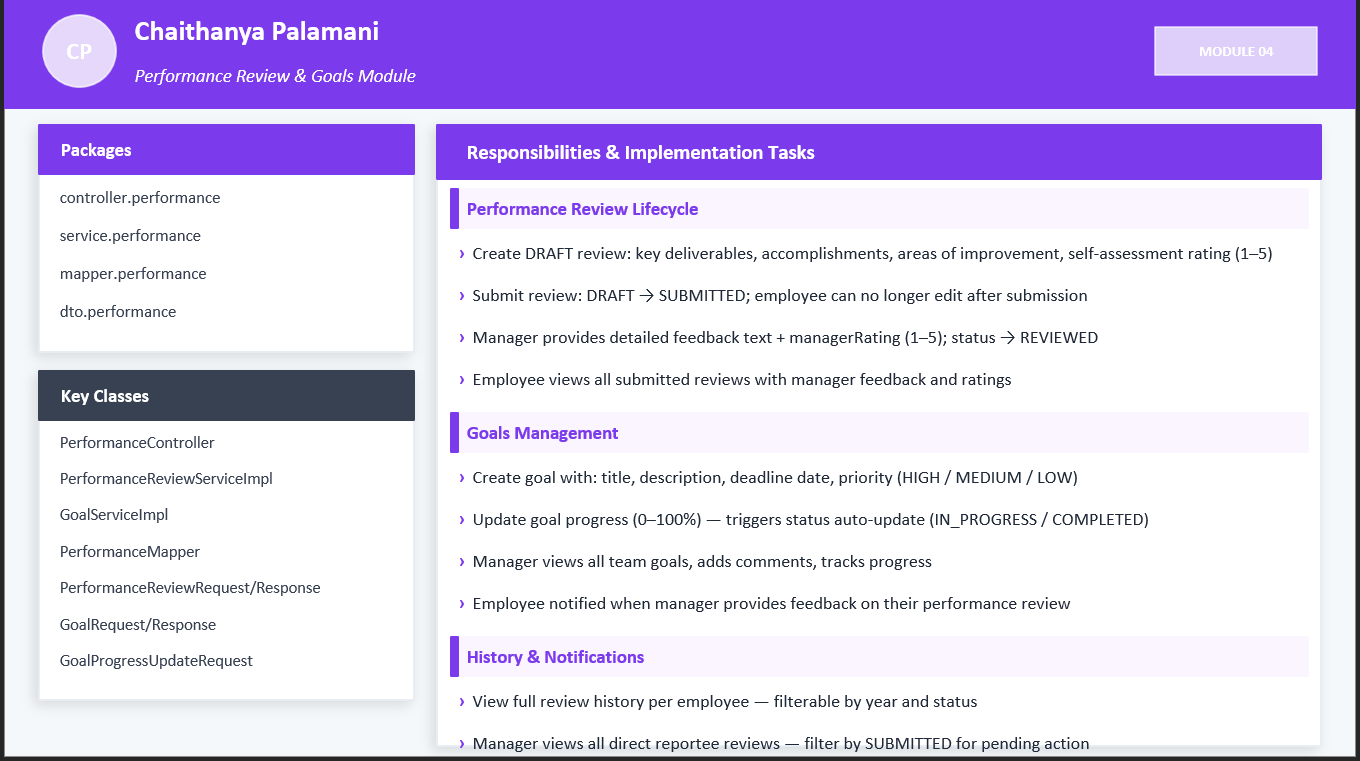 CP
Chaithanya Palamani
Performance Review & Goals Module
MODULE 04
Packages
controller.performance
service.performance
mapper.performance
dto.performance
Key Classes
PerformanceController
PerformanceReviewServiceImpl
GoalServiceImpl
PerformanceMapper
PerformanceReviewRequest/Response
GoalRequest/Response
GoalProgressUpdateRequest
Responsibilities & Implementation Tasks
Performance Review Lifecycle
› Create DRAFT review: key deliverables, accomplishments, areas of improvement, self-assessment rating (1–5)
› Submit review: DRAFT → SUBMITTED; employee can no longer edit after submission
› Manager provides detailed feedback text + managerRating (1–5); status → REVIEWED
› Employee views all submitted reviews with manager feedback and ratings
Goals Management
› Create goal with: title, description, deadline date, priority (HIGH / MEDIUM / LOW)
› Update goal progress (0–100%) — triggers status auto-update (IN_PROGRESS / COMPLETED)
› Manager views all team goals, adds comments, tracks progress
› Employee notified when manager provides feedback on their performance review
History & Notifications
› View full review history per employee — filterable by year and status
› Manager views all direct reportee reviews — filter by SUBMITTED for pending action